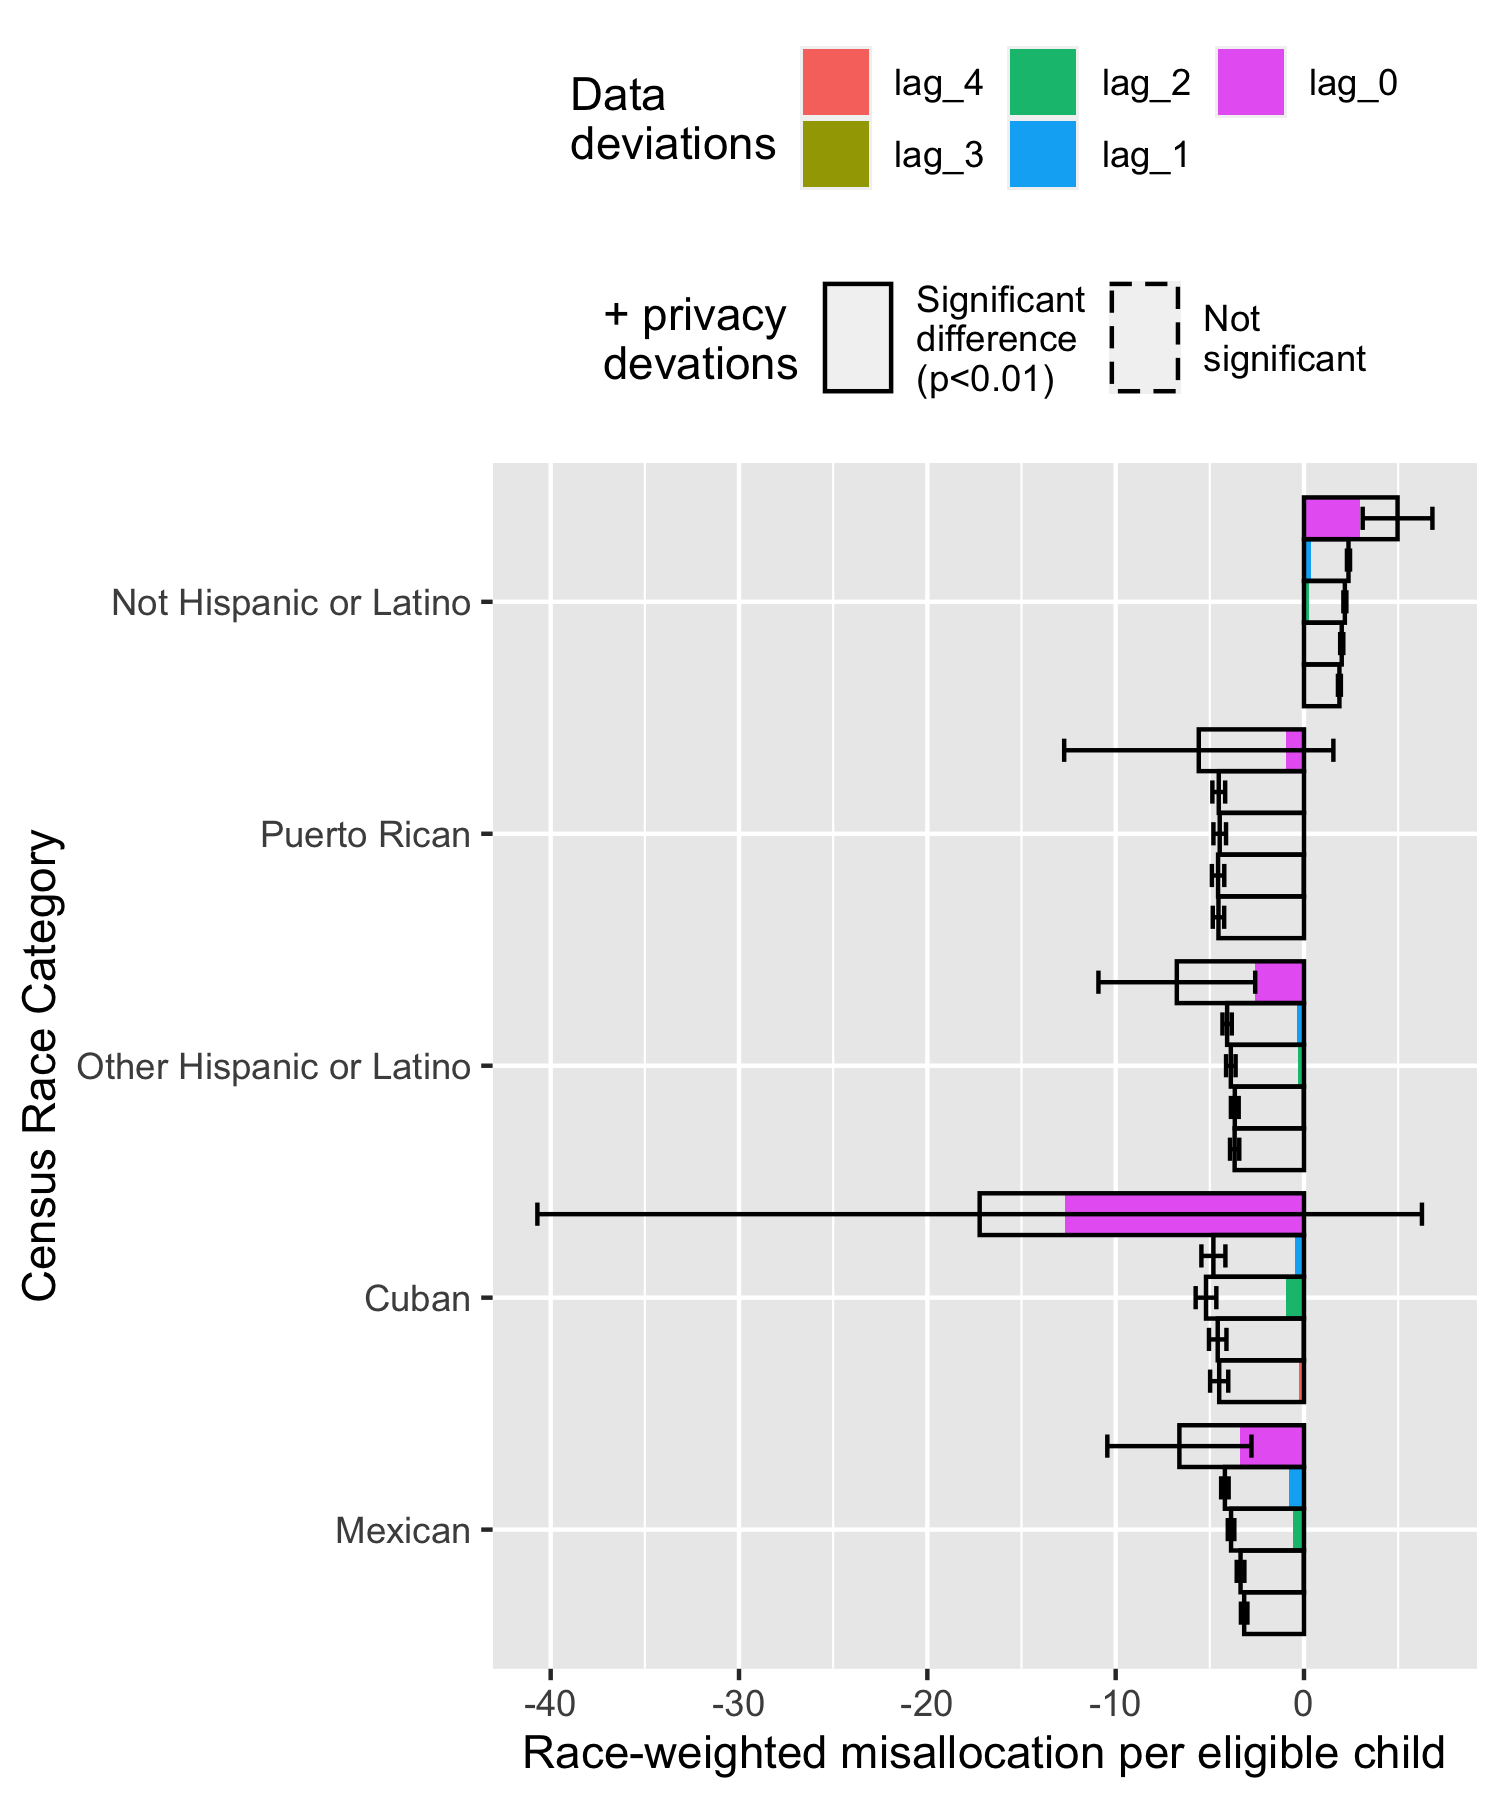 Data
deviations
lag_4
lag_2
lag_0
lag_3
lag_1
+ privacy
devations
Significant
difference
(p<0.01)
Not
significant
Census Race Category
Not Hispanic or Latino
Puerto Rican
Other Hispanic or Latino
Cuban
Mexican
-40
-30
-20
-10
0
Race-weighted misallocation per eligible child